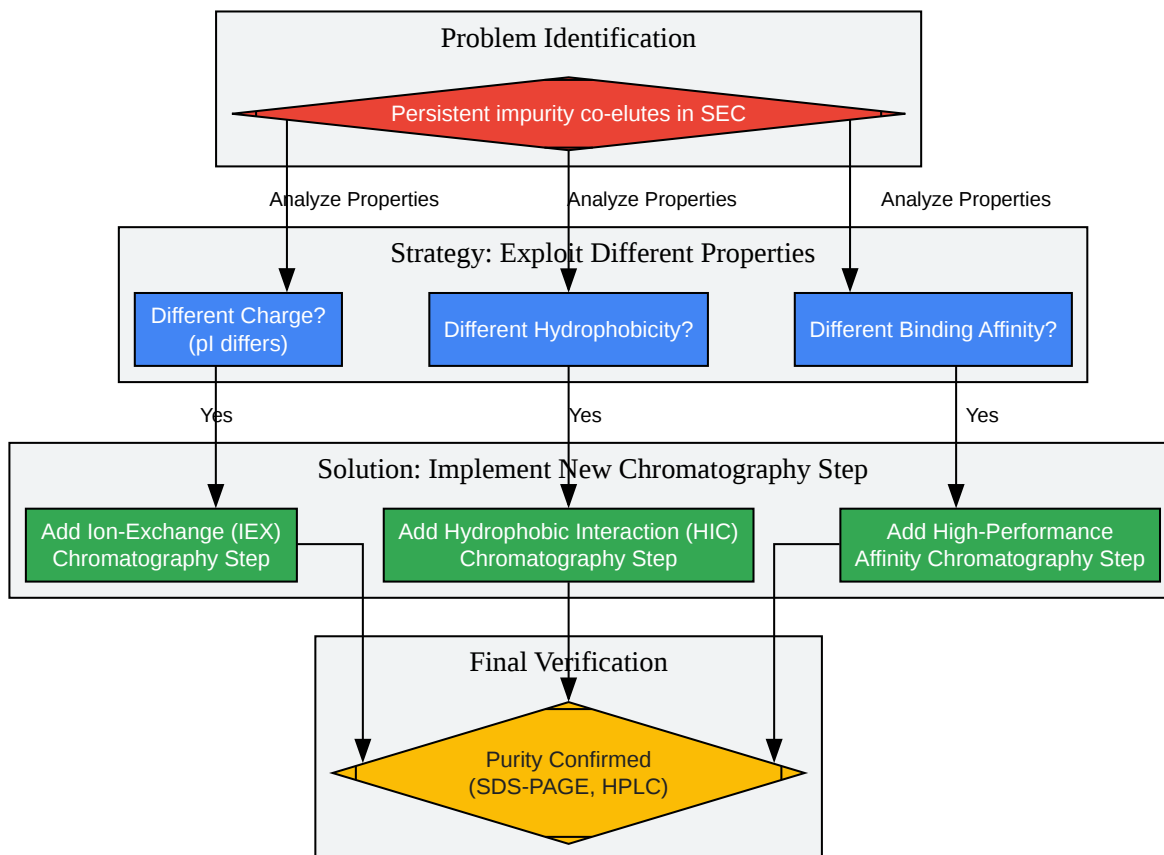 Problem Identification
Persistent impurity co-elutes in SEC
Analyze Properties
Analyze Properties
Analyze Properties
Strategy: Exploit Different Properties
Different Charge?
(pI differs)
Different Hydrophobicity?
Different Binding Affinity?
Yes
Yes
Yes
Solution: Implement New Chromatography Step
Add Ion-Exchange (IEX)
Chromatography Step
Add Hydrophobic Interaction (HIC)
Chromatography Step
Add High-Performance
Affinity Chromatography Step
Final Verification
Purity Confirmed
(SDS-PAGE, HPLC)